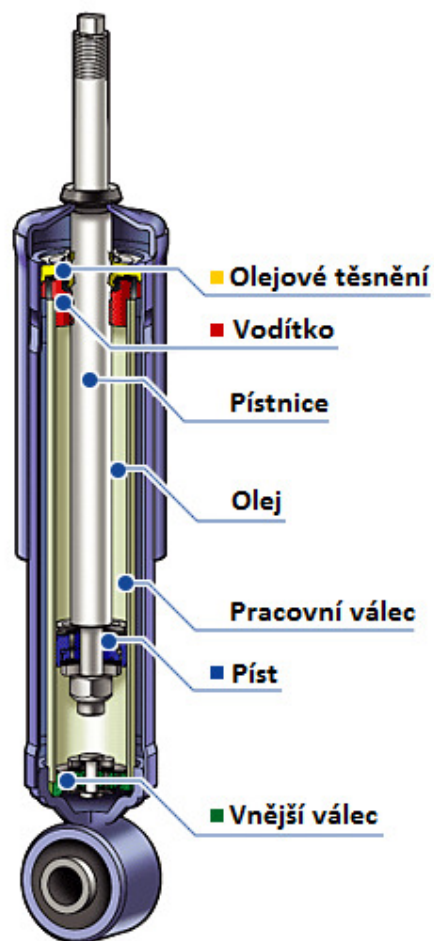 Olejové těsnění
Vodítko
Pístnice
Olej
Pracovní válec
Píst
Vnější válec